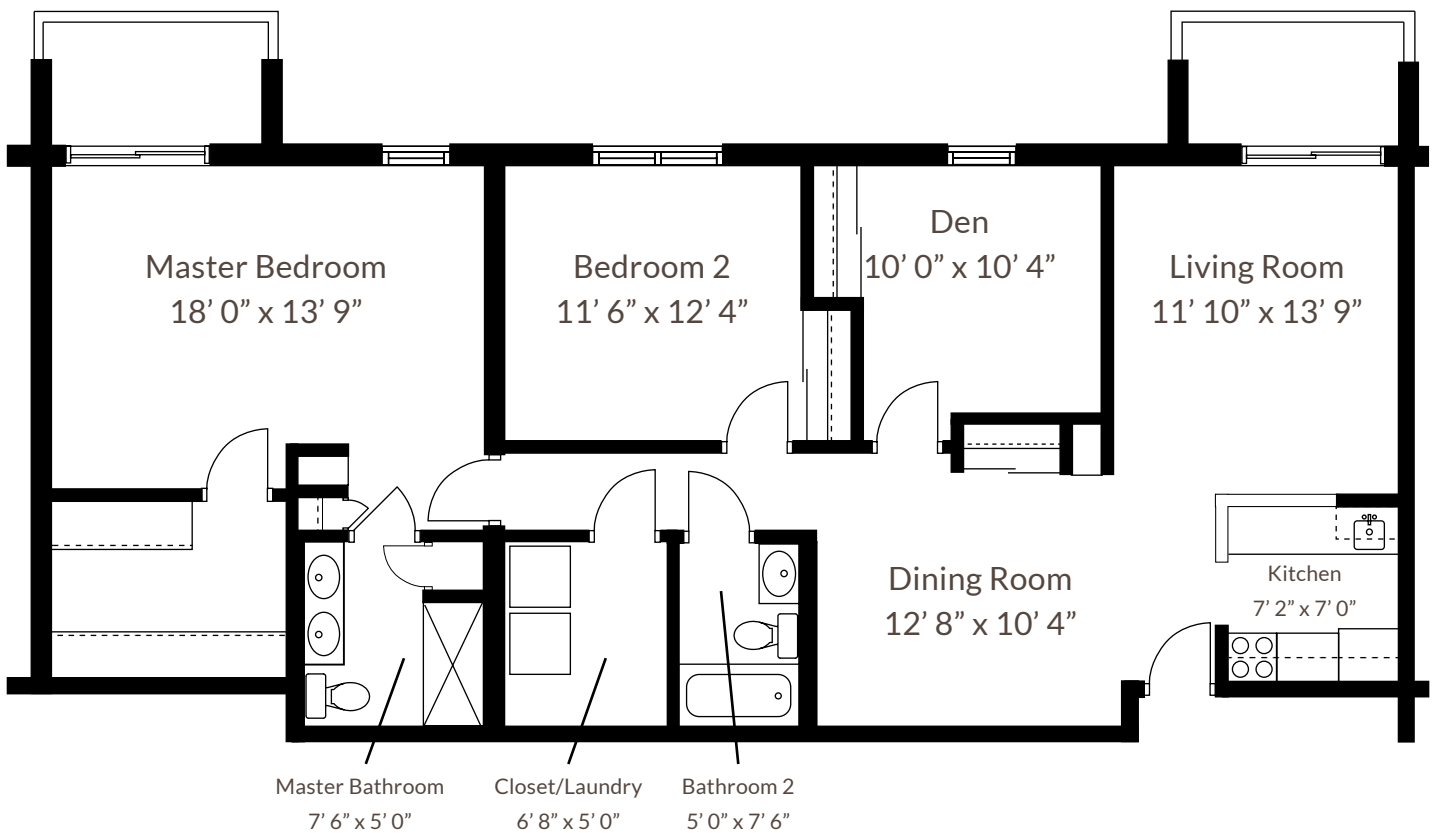 Master Bedroom
18’ 0” x 13’ 9”
Bedroom 2
11’ 6” x 12’ 4”
Den
10’ 0” x 10’ 4”
Living Room
11’ 10” x 13’ 9”
Dining Room
12’ 8” x 10’ 4”
Kitchen
7’ 2” x 7’ 0”
Master Bathroom
7’ 6” x 5’ 0”
Closet/Laundry
6’ 8” x 5’ 0”
Bathroom 2
5’ 0” x 7’ 6”